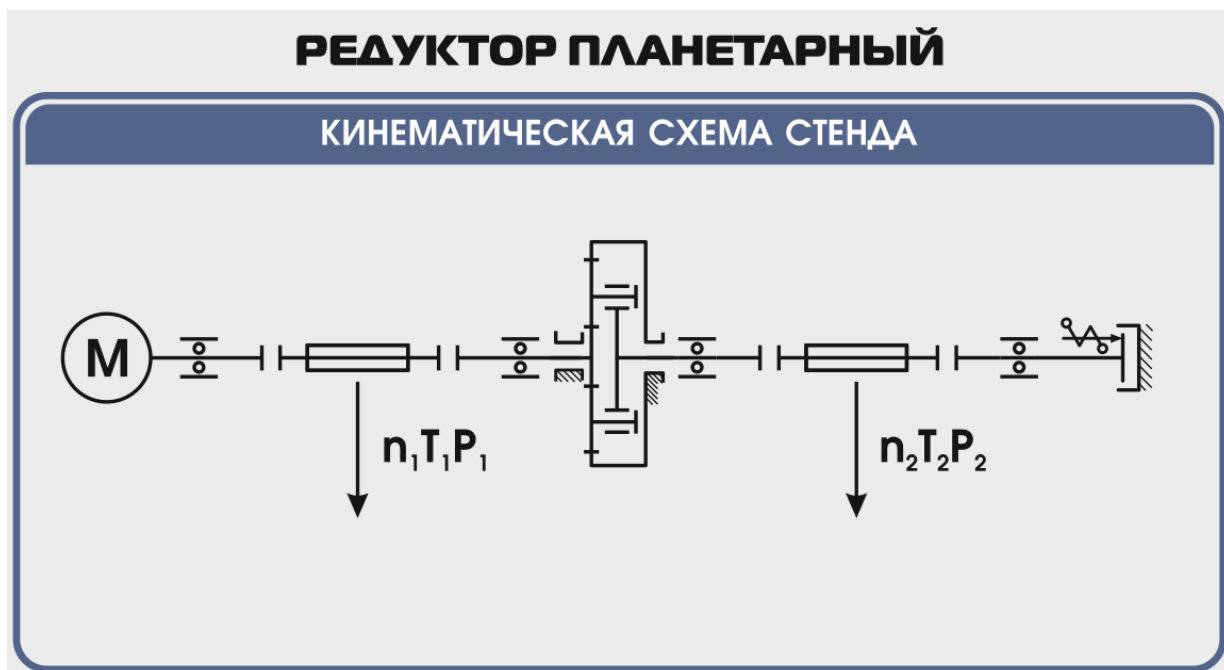 РЕДУКТОР ПЛАНЕТАРНЫЙ
КИНЕМАТИЧЕСКАЯ СХЕМА СТЕНДА
М
n₁T₁P₁
n₂T₂P₂